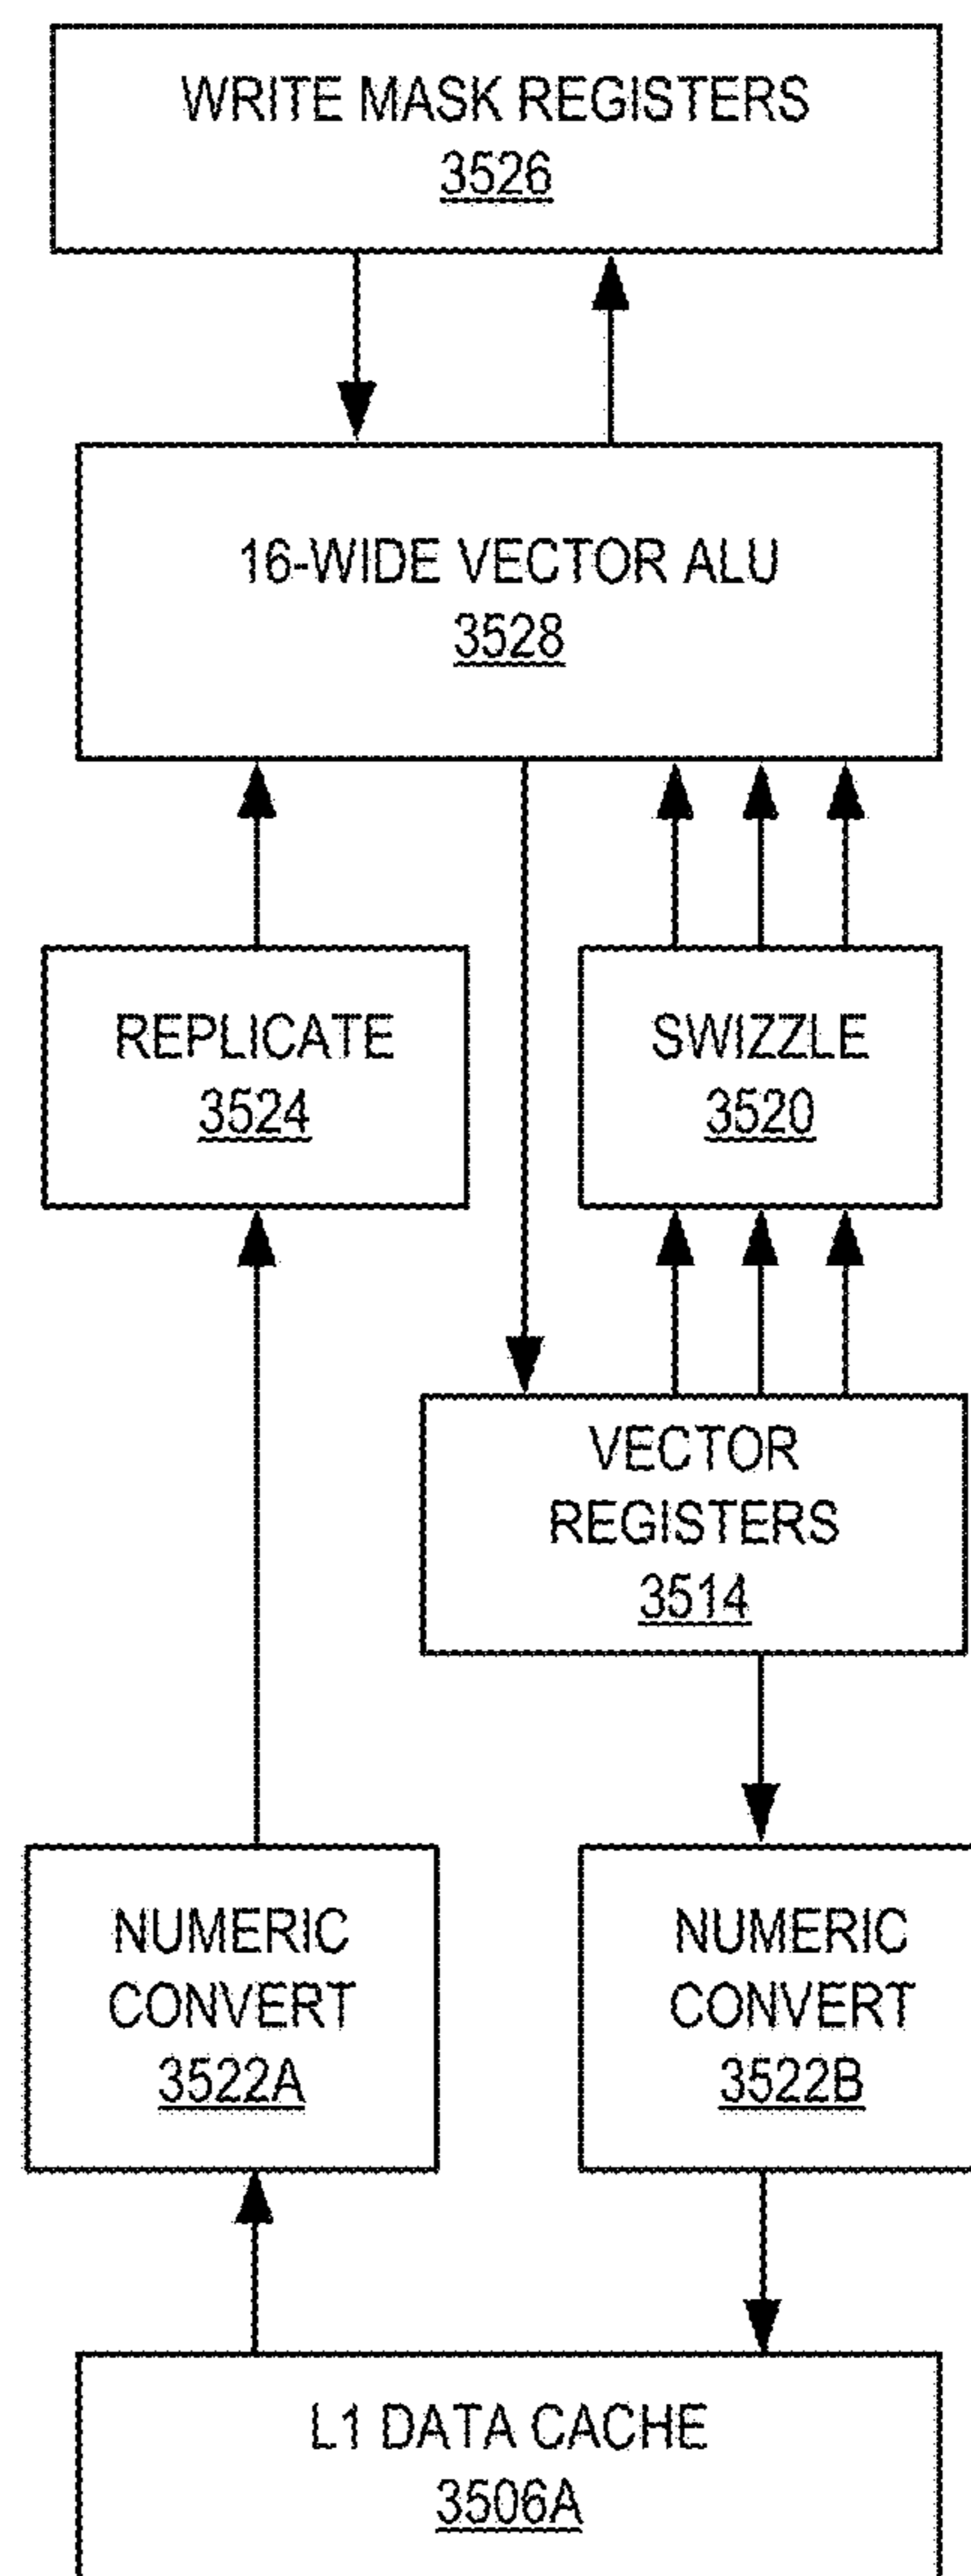 WRITE MASK REGISTERS
3526
16-WIDE VECTOR ALU
3528
REPLICATE
3524
SWIZZLE
3520
VECTOR
REGISTERS
3514
NUMERIC
CONVERT
3522A
NUMERIC
CONVERT
3522B
L1 DATA CACHE
3506A